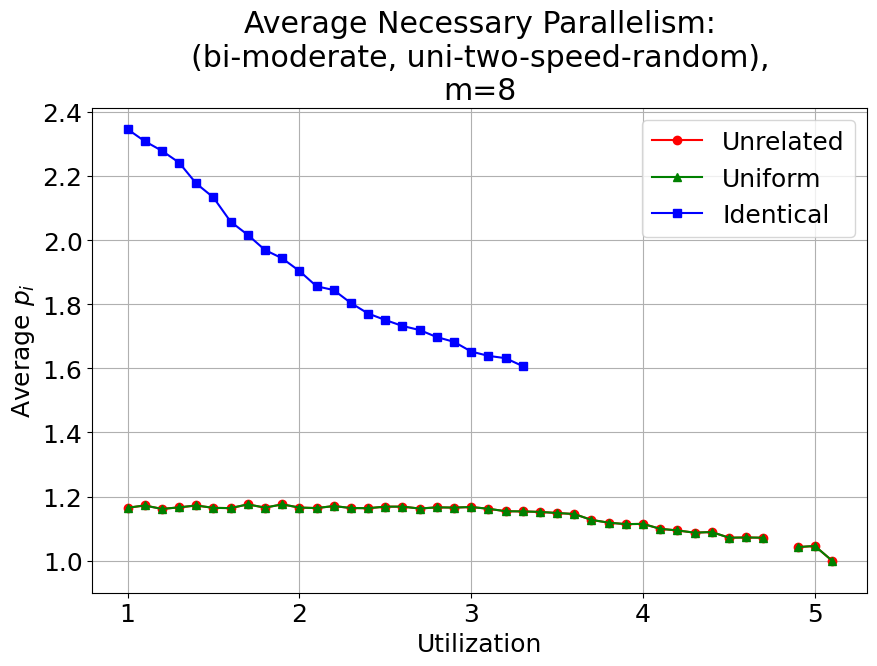 Average Necessary Parallelism:
(bi-moderate, uni-two-speed-random),
m=8
Unrelated
Uniform
Identical
Average p_i
2.4
2.2
2.0
1.8
1.6
1.4
1.2
1.0
1 2 3 4 5
Utilization